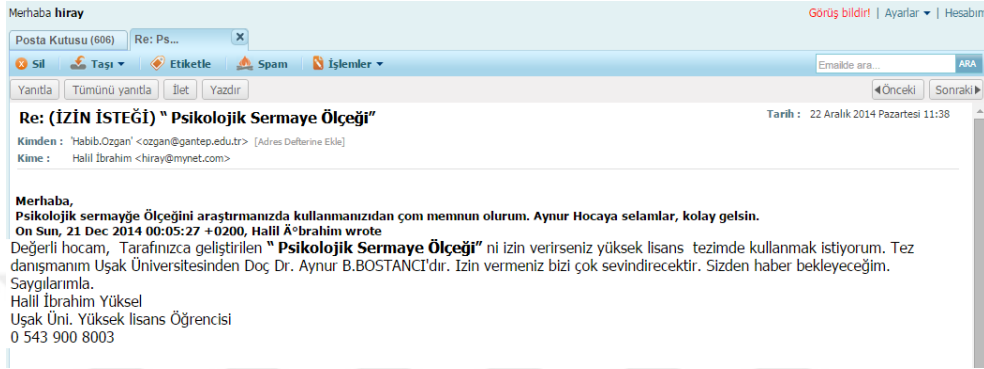 Merhaba hiray
Görüş bildir! | Ayarlar | Hesabım
Posta Kutusu (606) Re: Ps...
Sil Taşı Etiketle Spam İşlemler
Emailde ara... ARA
Yanıtla Tümünü yanıtla İlet Yazdır Önceki Sonraki
Re: (İZİN İSTEĞİ) “ Psikolojik Sermaye Ölçeği”
Tarih : 22 Aralık 2014 Pazartesi 11:38
Kimden : 'Habib.Ozgan' <ozgan@gantep.edu.tr> [Adres Defterine Ekle]
Kime : Halil İbrahim <hiray@mynet.com>
Merhaba,
Psikolojik sermayğe Ölçeğini araştırmanızda kullanmanızıdan çom memnun olurum. Aynur Hocaya selamlar, kolay gelsin.
On Sun, 21 Dec 2014 00:05:27 +0200, Halil Ä°brahim wrote
Değerli hocam, Tarafınızca geliştirilen “ Psikolojik Sermaye Ölçeği” ni izin verirseniz yüksek lisans tezimde kullanmak istiyorum. Tez
danışmanım Uşak Üniversitesinden Doç Dr. Aynur B.BOSTANCI'dır. Izin vermeniz bizi çok sevindirecektir. Sizden haber bekleyeceğim.
Saygılarımla.
Halil İbrahim Yüksel
Uşak Üni. Yüksek lisans Öğrencisi
0 543 900 8003